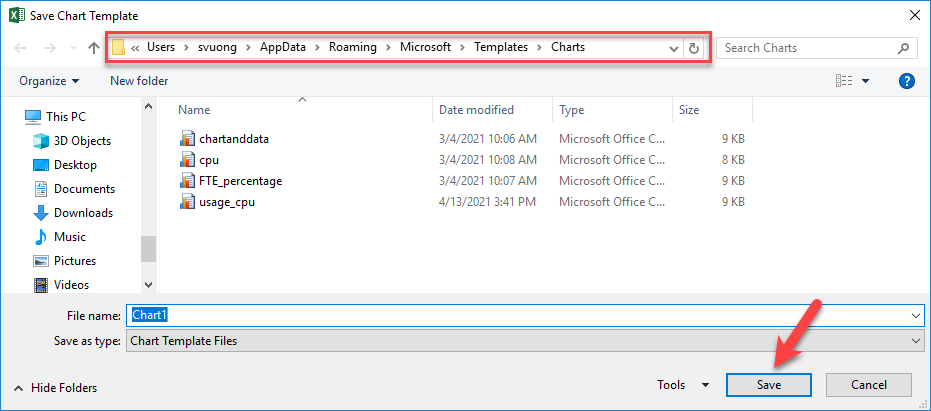 Save Chart Template
« Users > svuong > AppData > Roaming > Microsoft > Templates > Charts
Search Charts
Organize
New folder
?
Name Date modified Type Size
This PC
3D Objects
Desktop
Documents
Downloads
Music
Pictures
Videos
chartanddata 3/4/2021 10:06 AM Microsoft Office C... 9 KB
cpu 3/4/2021 10:08 AM Microsoft Office C... 8 KB
FTE_percentage 3/4/2021 10:07 AM Microsoft Office C... 9 KB
usage_cpu 4/13/2021 3:41 PM Microsoft Office C... 9 KB
File name: Chart1
Save as type: Chart Template Files
Hide Folders
Tools
Save
Cancel